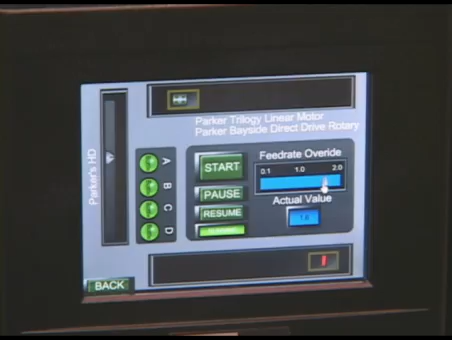 Parker Trilogy Linear Motor
Parker Bayside Direct Drive Rotary
Parker's HD
A
B
C
D
START
PAUSE
RESUME
Feedrate Overide
0.1 1.0 2.0
Actual Value
1.6
BACK